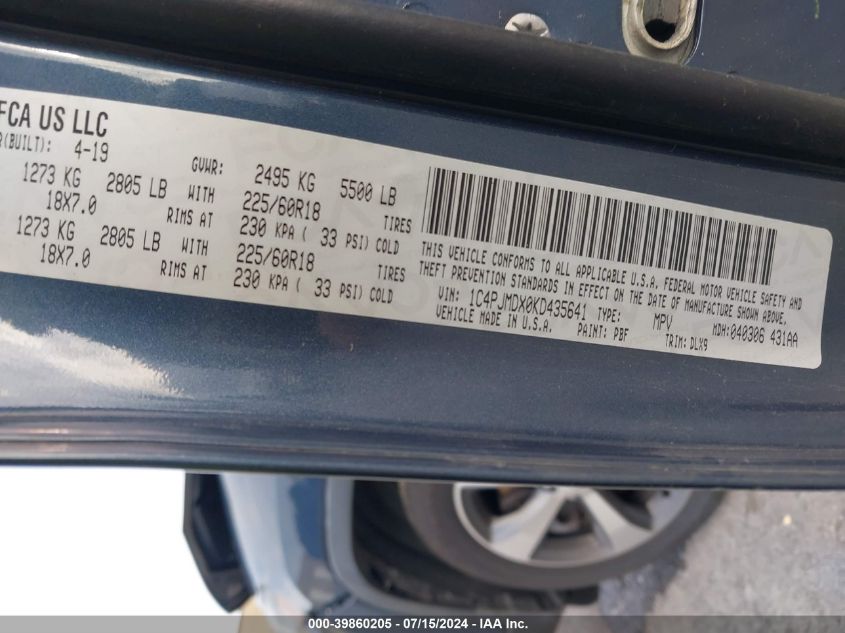 FCA US LLC
(BUILT): 4-19
GVWR: 2495 KG 5500 LB
1273 KG 2805 LB WITH 225/60R18 TIRES
18X7.0 RIMS AT 230 KPA ( 33 PSI) COLD
1273 KG 2805 LB WITH 225/60R18 TIRES
18X7.0 RIMS AT 230 KPA ( 33 PSI) COLD
THIS VEHICLE CONFORMS TO ALL APPLICABLE U.S.A. FEDERAL MOTOR VEHICLE SAFETY AND
THEFT PREVENTION STANDARDS IN EFFECT ON THE DATE OF MANUFACTURE SHOWN ABOVE.
VIN: 1C4PJMDX0KD435641 TYPE: MPV MDH:040306 431AA
VEHICLE MADE IN U.S.A. PAINT: PBF TRIM: DLX9
000-39860205 - 07/15/2024 - IAA Inc.